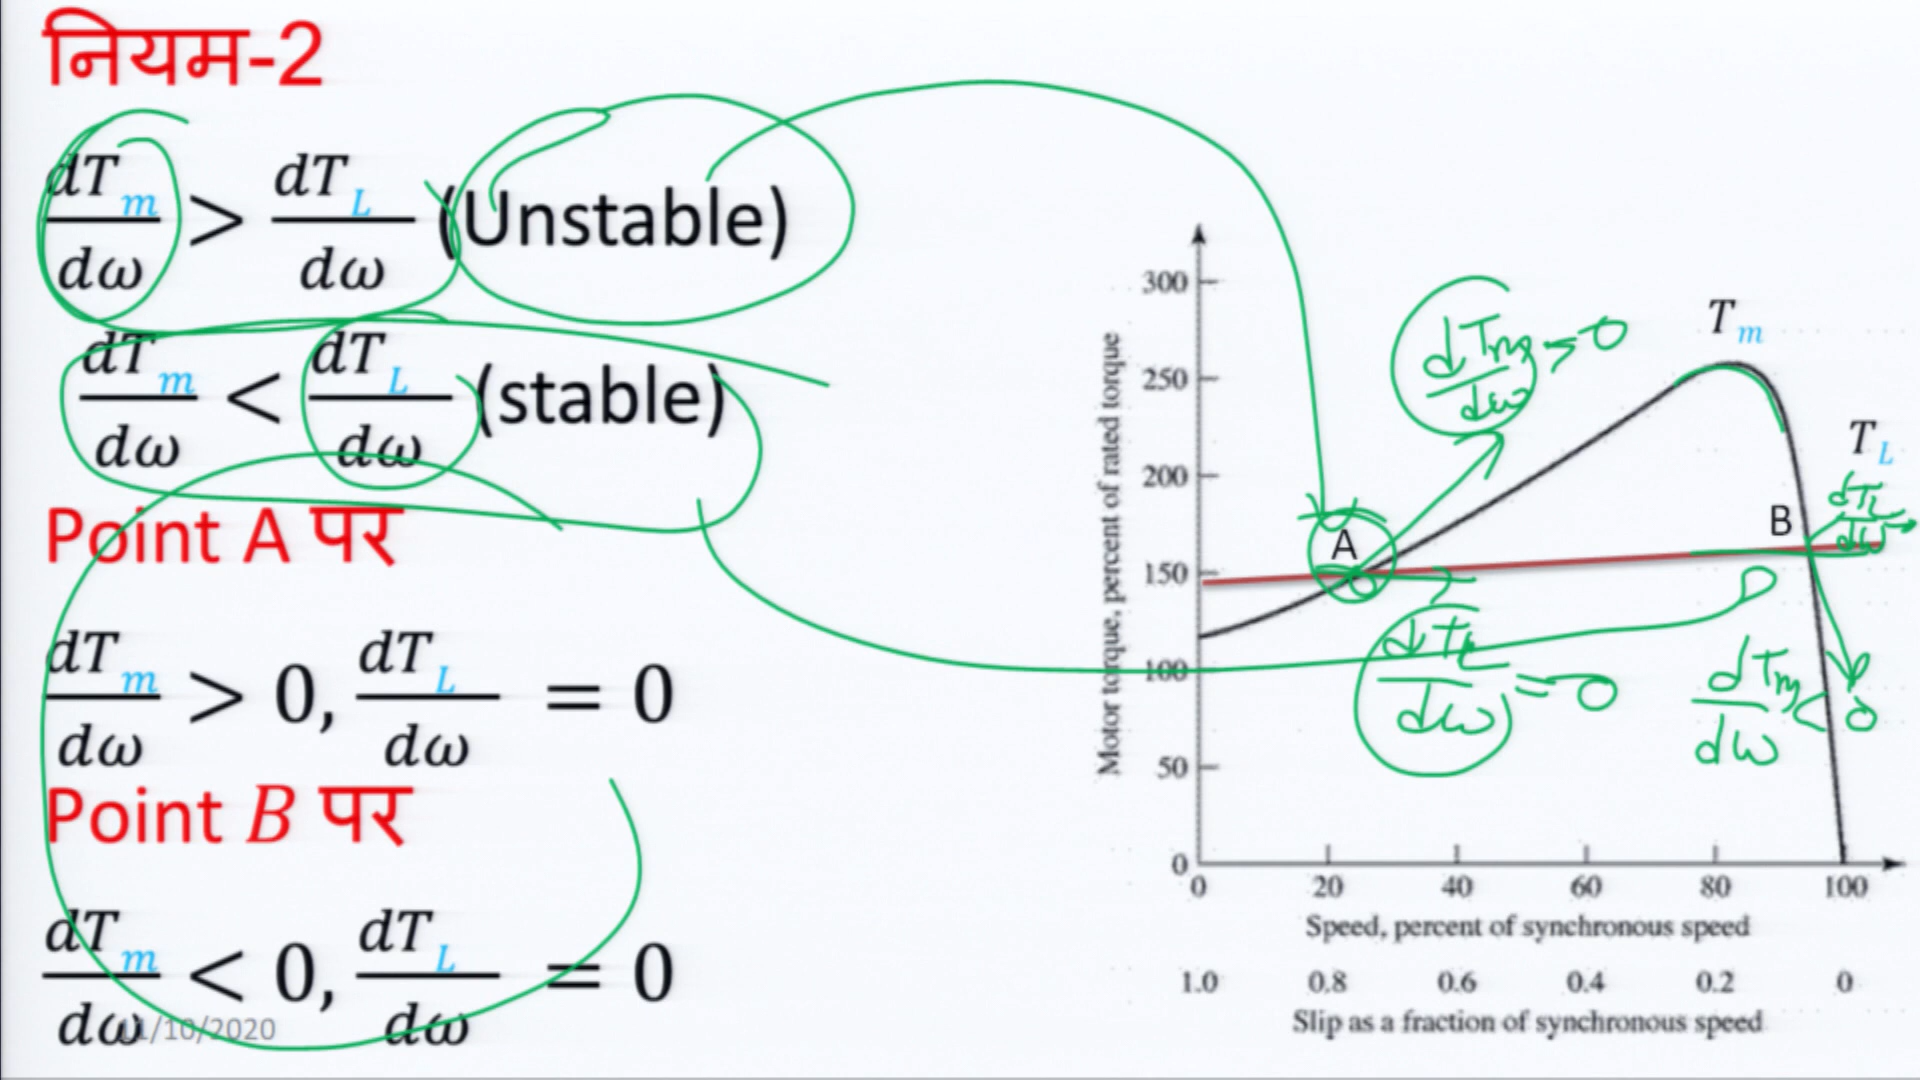 नियम-2
dTm/dω > dTL/dω (Unstable)
dTm/dω < dTL/dω (stable)
Point A पर
dTm/dω > 0, dTL/dω = 0
Point B पर
dTm/dω < 0, dTL/dω = 0
11/10/2020
Motor torque, percent of rated torque
300
250
200
150
100
50
0
Tm
TL
A
B
dTm/dω > 0
dTL/dω = 0
dTL/dω
dTm/dω < 0
0 20 40 60 80 100
Speed, percent of synchronous speed
1.0 0.8 0.6 0.4 0.2 0
Slip as a fraction of synchronous speed